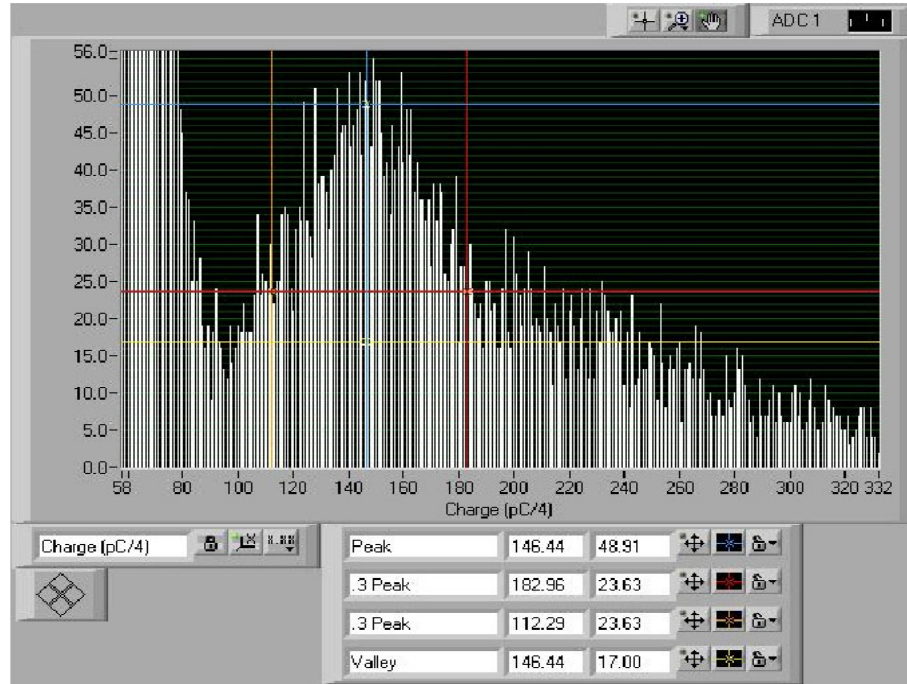 ADC 1
56.0
50.0
45.0
40.0
35.0
30.0
25.0
20.0
15.0
10.0
5.0
0.0
58 80 100 120 140 160 180 200 220 240 260 280 300 320 332
Charge (pC/4)
Charge (pC/4)
Peak 146.44 48.91
.3 Peak 182.96 23.63
.3 Peak 112.29 23.63
Valley 146.44 17.00